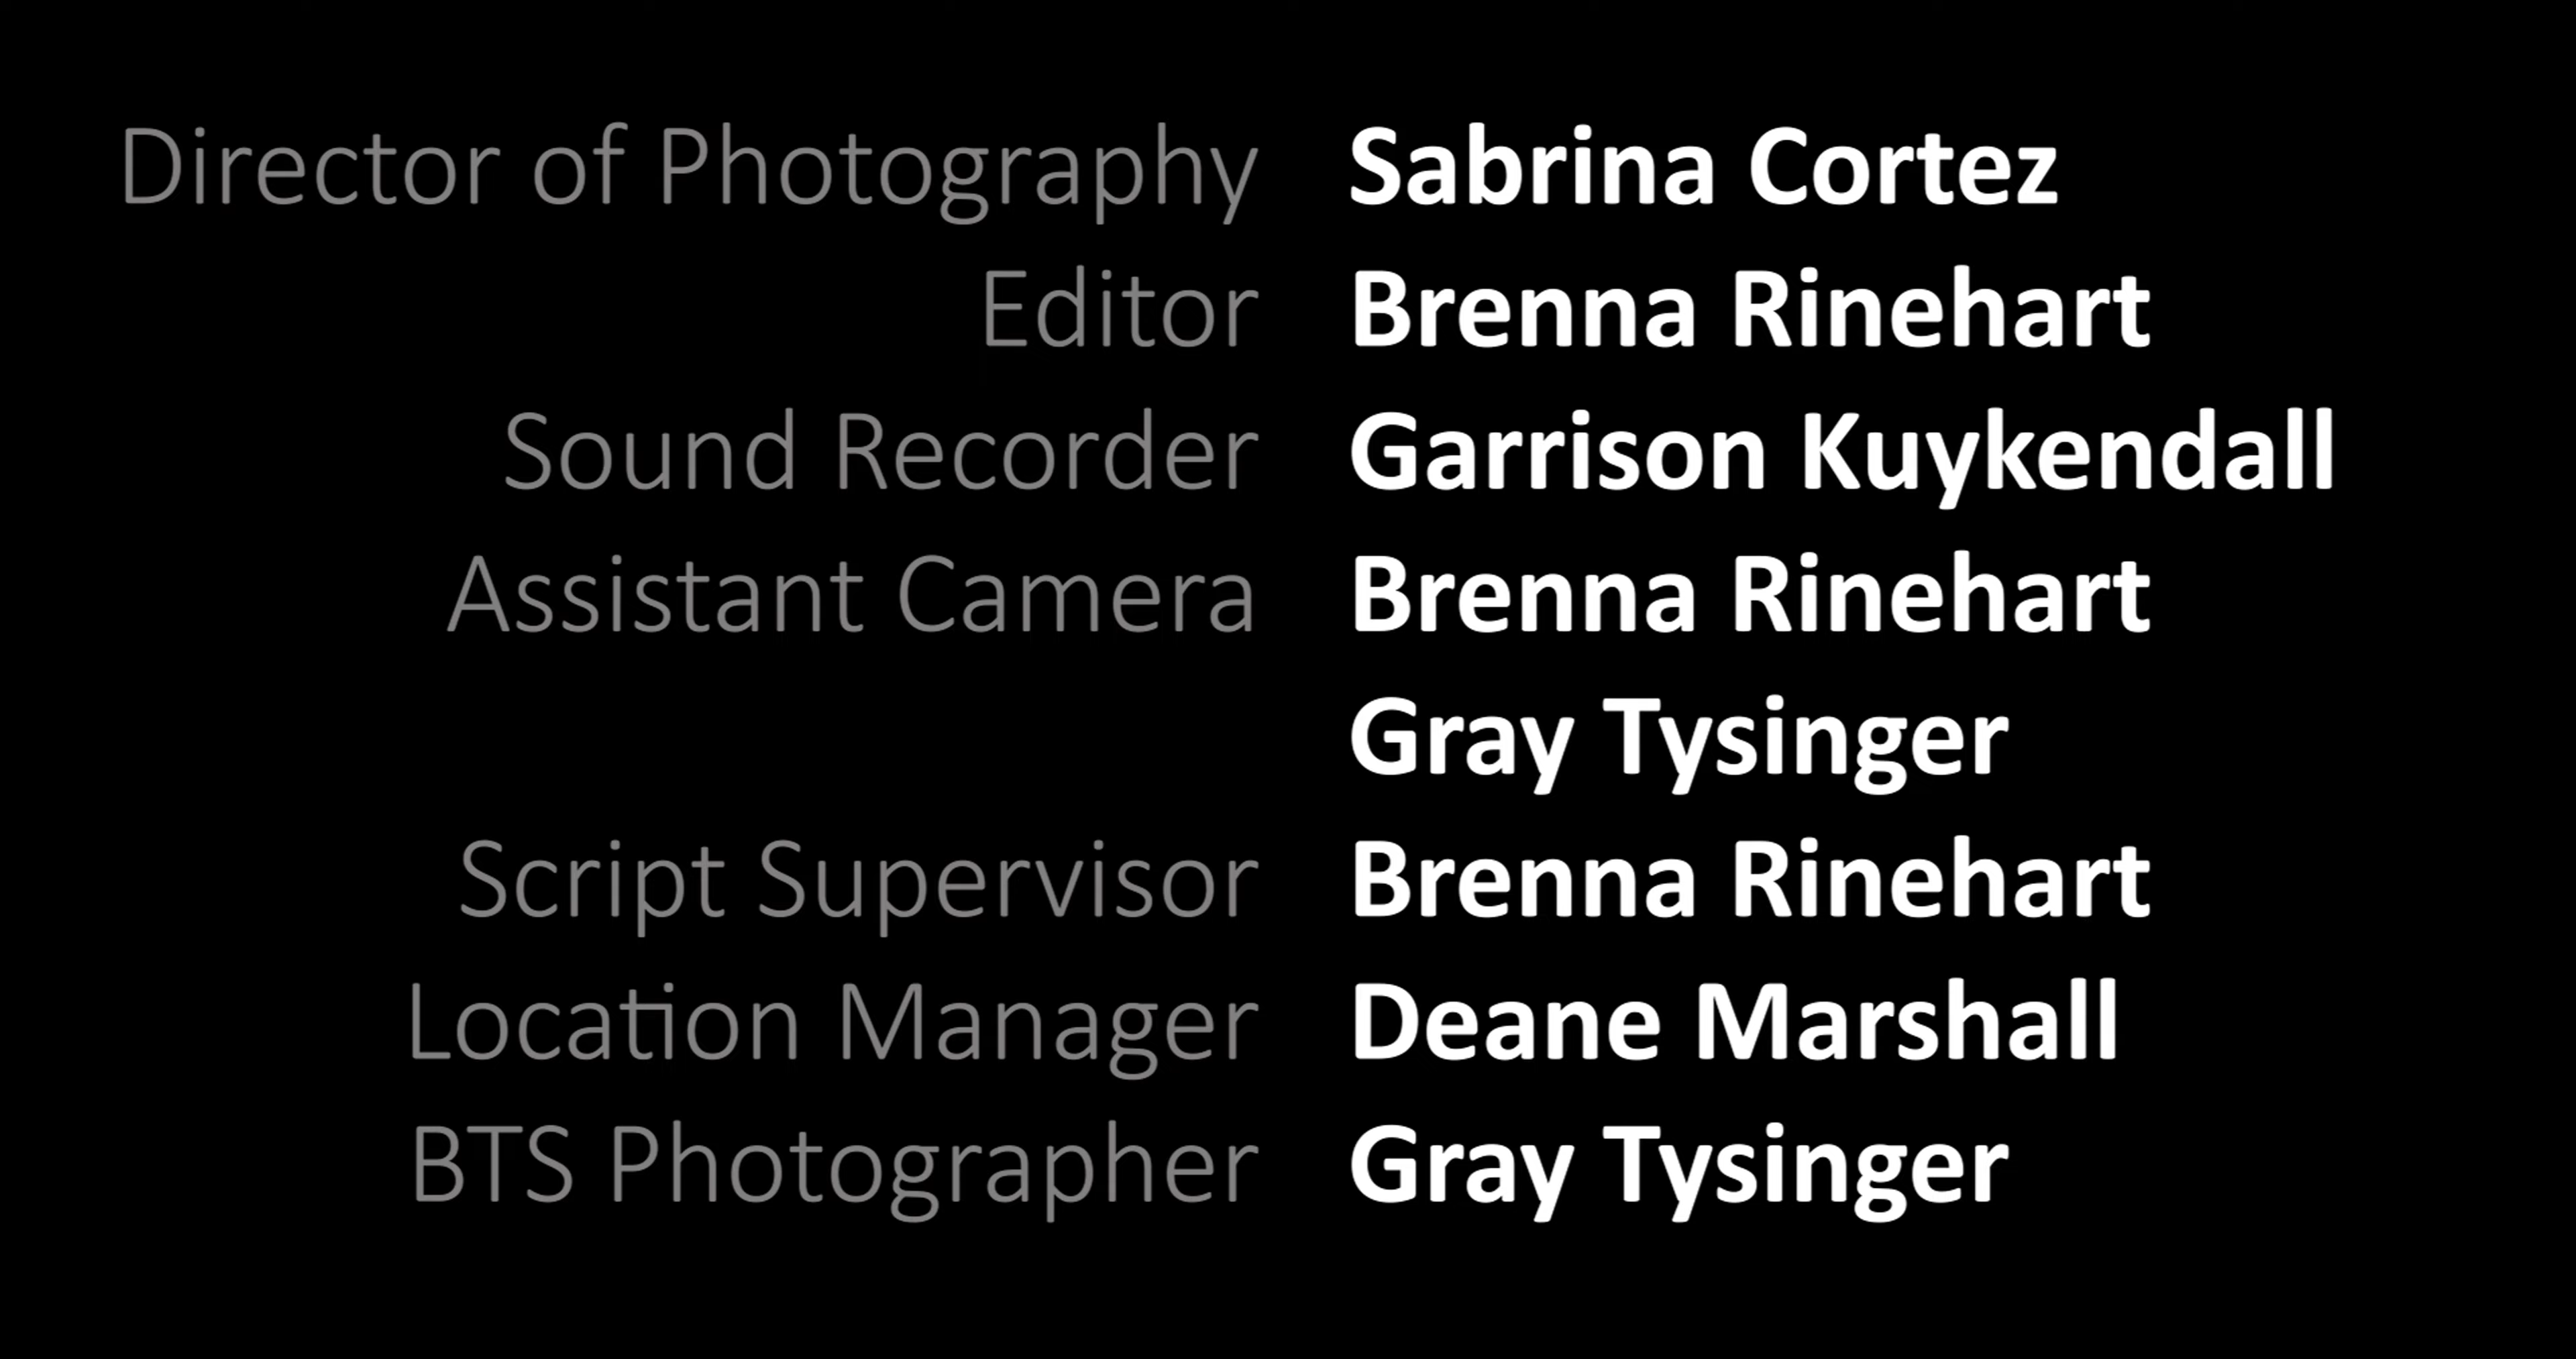 Director of Photography Sabrina Cortez
Editor Brenna Rinehart
Sound Recorder Garrison Kuykendall
Assistant Camera Brenna Rinehart
Gray Tysinger
Script Supervisor Brenna Rinehart
Location Manager Deane Marshall
BTS Photographer Gray Tysinger